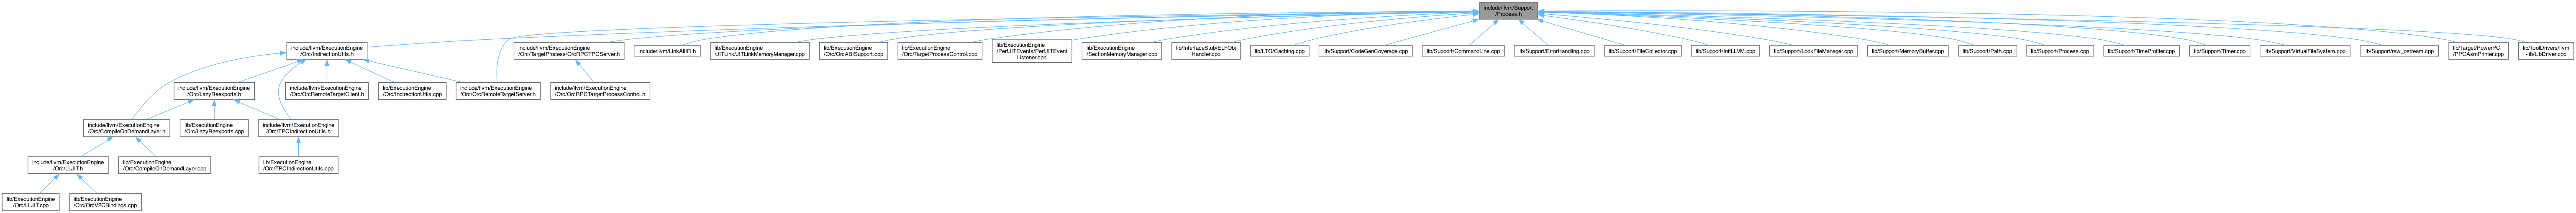 include/llvm/Support
/Process.h
include/llvm/ExecutionEngine
/Orc/IndirectionUtils.h
include/llvm/ExecutionEngine
/Orc/TargetProcess/OrcRPCTPCServer.h
include/llvm/LinkAllIR.h
lib/ExecutionEngine
/JITLink/JITLinkMemoryManager.cpp
lib/ExecutionEngine
/Orc/OrcABISupport.cpp
lib/ExecutionEngine
/Orc/TargetProcessControl.cpp
lib/ExecutionEngine
/PerfJITEvents/PerfJITEvent
Listener.cpp
lib/ExecutionEngine
/SectionMemoryManager.cpp
lib/InterfaceStub/ELFObj
Handler.cpp
lib/LTO/Caching.cpp
lib/Support/CodeGenCoverage.cpp
lib/Support/CommandLine.cpp
lib/Support/ErrorHandling.cpp
lib/Support/FileCollector.cpp
lib/Support/InitLLVM.cpp
lib/Support/LockFileManager.cpp
lib/Support/MemoryBuffer.cpp
lib/Support/Path.cpp
lib/Support/Process.cpp
lib/Support/TimeProfiler.cpp
lib/Support/Timer.cpp
lib/Support/VirtualFileSystem.cpp
lib/Support/raw_ostream.cpp
lib/Target/PowerPC
/PPCAsmPrinter.cpp
lib/ToolDrivers/llvm
-lib/LibDriver.cpp
include/llvm/ExecutionEngine
/Orc/LazyReexports.h
include/llvm/ExecutionEngine
/Orc/OrcRemoteTargetClient.h
lib/ExecutionEngine
/Orc/IndirectionUtils.cpp
include/llvm/ExecutionEngine
/Orc/OrcRemoteTargetServer.h
include/llvm/ExecutionEngine
/Orc/OrcRPCTargetProcessControl.h
include/llvm/ExecutionEngine
/Orc/CompileOnDemandLayer.h
lib/ExecutionEngine
/Orc/LazyReexports.cpp
include/llvm/ExecutionEngine
/Orc/TPCIndirectionUtils.h
include/llvm/ExecutionEngine
/Orc/LLJIT.h
lib/ExecutionEngine
/Orc/CompileOnDemandLayer.cpp
lib/ExecutionEngine
/Orc/TPCIndirectionUtils.cpp
lib/ExecutionEngine
/Orc/LLJIT.cpp
lib/ExecutionEngine
/Orc/OrcV2CBindings.cpp